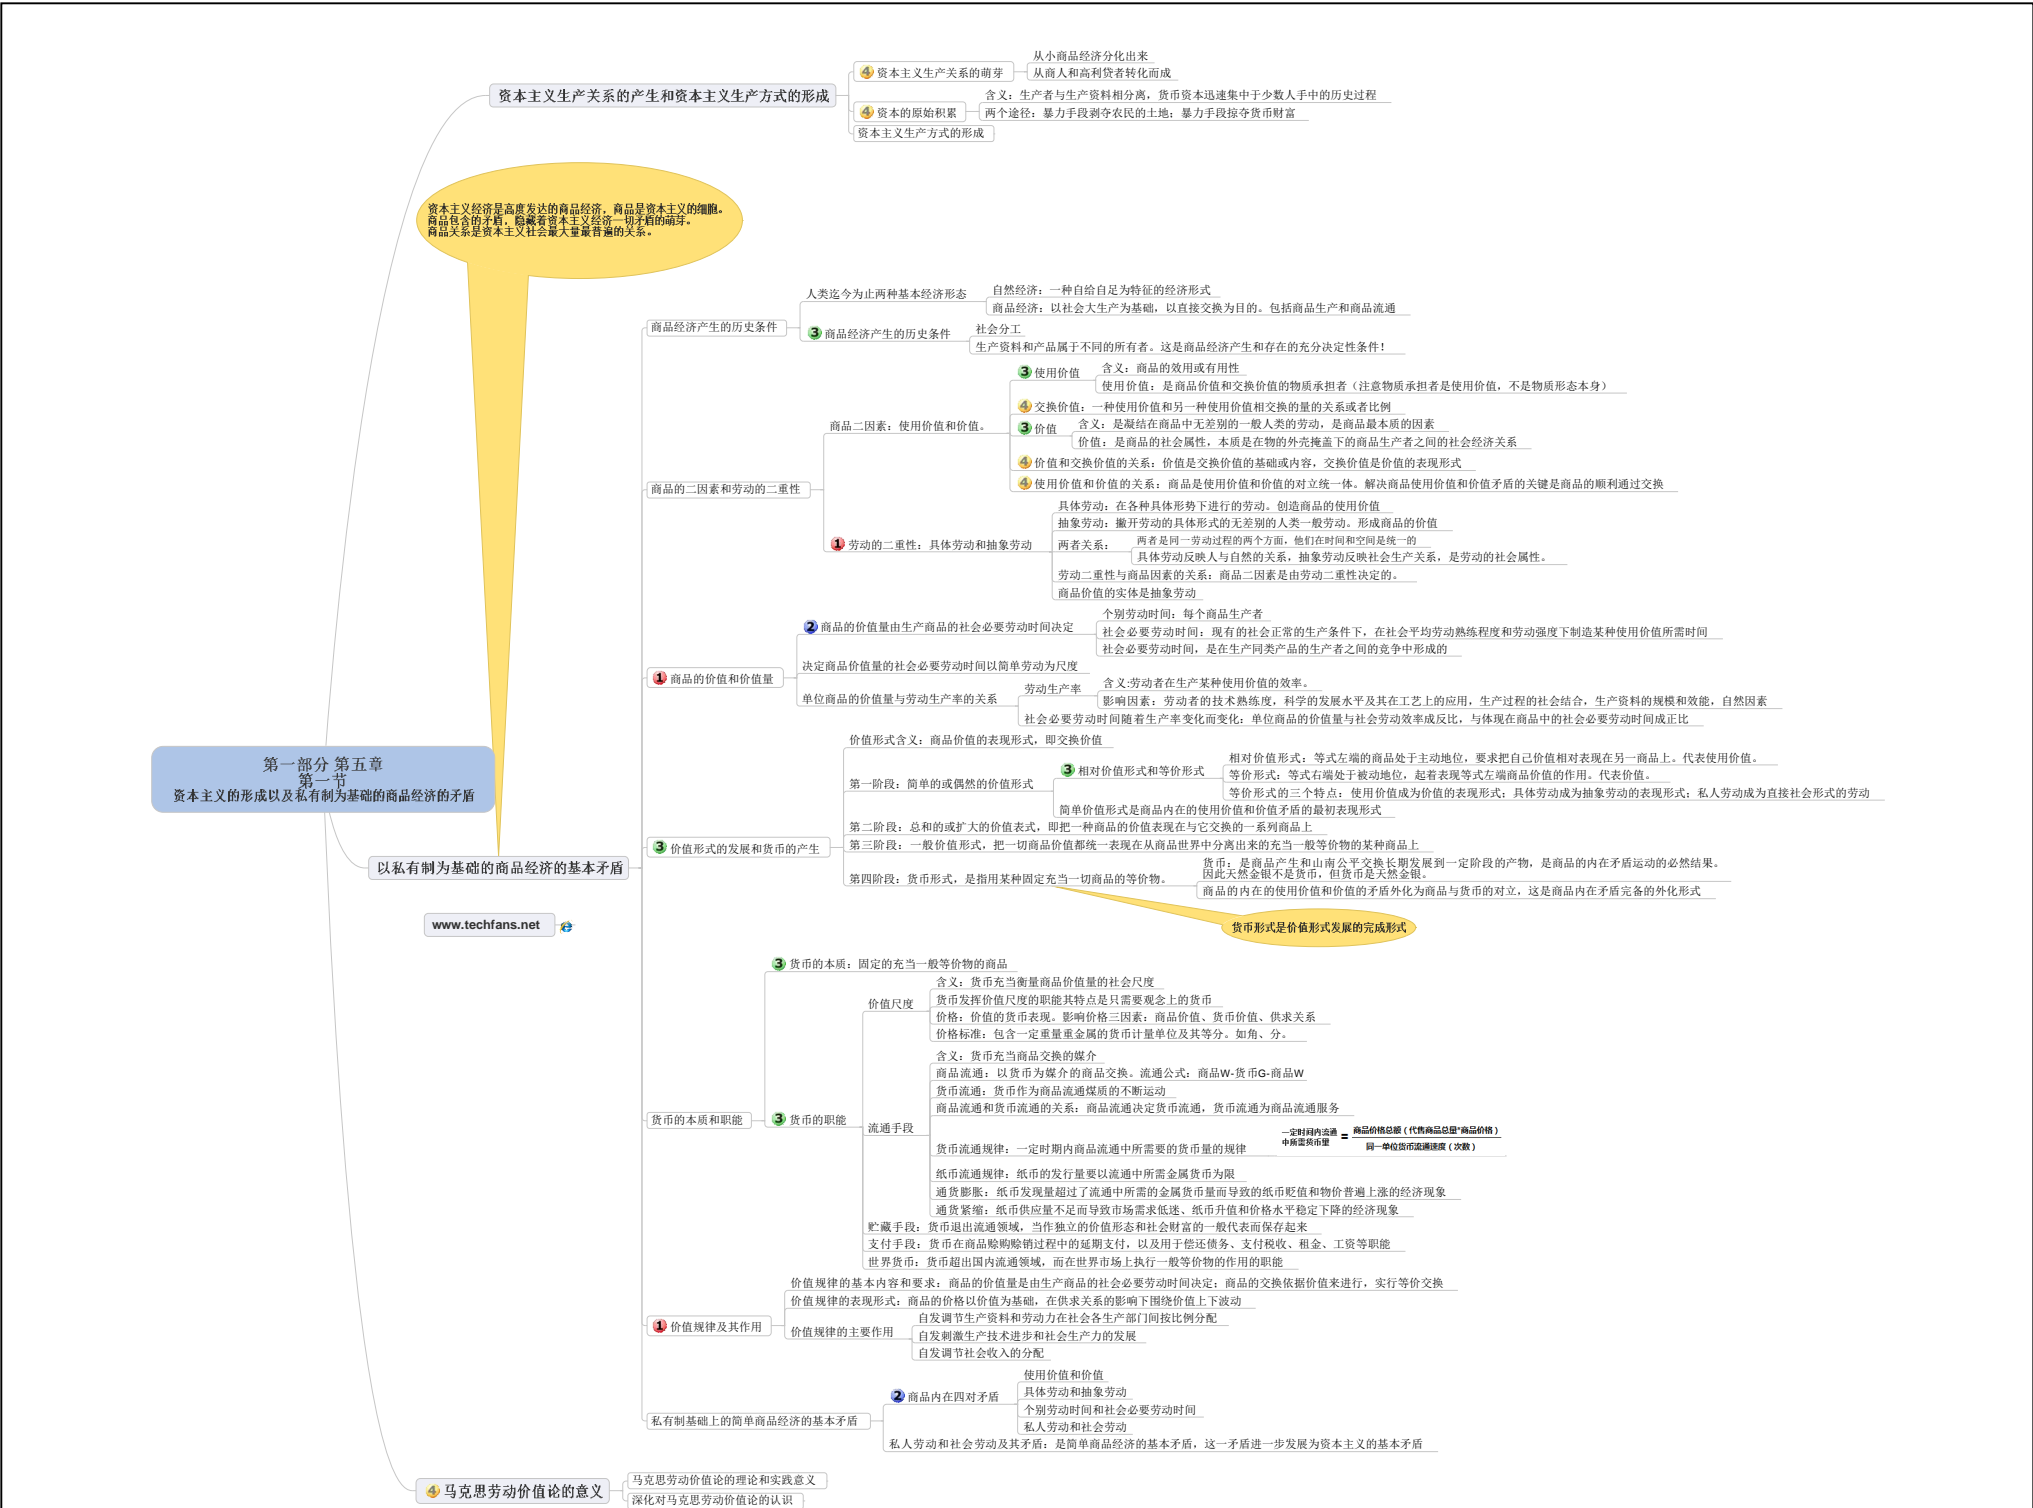 从小商品经济分化出来
④ 资本主义生产关系的萌芽
从商人和高利贷者转化而成
资本主义生产关系的产生和资本主义生产方式的形成
含义：生产者与生产资料相分离，货币资本迅速集中于少数人手中的历史过程
④ 资本的原始积累
两个途径：暴力手段剥夺农民的土地；暴力手段掠夺货币财富
资本主义生产方式的形成
资本主义经济是高度发达的商品经济，商品是资本主义的细胞。
商品包含的矛盾，隐藏着资本主义经济一切矛盾的萌芽。
商品关系是资本主义社会最大量最普遍的关系。
人类迄今为止两种基本经济形态
自然经济：一种自给自足为特征的经济形式
商品经济：以社会大生产为基础，以直接交换为目的。包括商品生产和商品流通
商品经济产生的历史条件
③ 商品经济产生的历史条件
社会分工
生产资料和产品属于不同的所有者。这是商品经济产生和存在的充分决定性条件！
③ 使用价值
含义：商品的效用或有用性
使用价值：是商品价值和交换价值的物质承担者（注意物质承担者是使用价值，不是物质形态本身）
④ 交换价值：一种使用价值和另一种使用价值相交换的量的关系或者比例
商品二因素：使用价值和价值。
③ 价值
含义：是凝结在商品中无差别的一般人类的劳动，是商品最本质的因素
价值：是商品的社会属性，本质是在物的外壳掩盖下的商品生产者之间的社会经济关系
④ 价值和交换价值的关系：价值是交换价值的基础或内容，交换价值是价值的表现形式
④ 使用价值和价值的关系：商品是使用价值和价值的对立统一体。解决商品使用价值和价值矛盾的关键是商品的顺利通过交换
商品的二因素和劳动的二重性
具体劳动：在各种具体形势下进行的劳动。创造商品的使用价值
抽象劳动：撇开劳动的具体形式的无差别的人类一般劳动。形成商品的价值
① 劳动的二重性：具体劳动和抽象劳动
两者关系：
两者是同一劳动过程的两个方面，他们在时间和空间是统一的
具体劳动反映人与自然的关系，抽象劳动反映社会生产关系，是劳动的社会属性。
劳动二重性与商品因素的关系：商品二因素是由劳动二重性决定的。
商品价值的实体是抽象劳动
② 商品的价值量由生产商品的社会必要劳动时间决定
个别劳动时间：每个商品生产者
社会必要劳动时间：现有的社会正常的生产条件下，在社会平均劳动熟练程度和劳动强度下制造某种使用价值所需时间
社会必要劳动时间，是在生产同类产品的生产者之间的竞争中形成的
① 商品的价值和价值量
决定商品价值量的社会必要劳动时间以简单劳动为尺度
单位商品的价值量与劳动生产率的关系
劳动生产率
含义:劳动者在生产某种使用价值的效率。
影响因素：劳动者的技术熟练度，科学的发展水平及其在工艺上的应用，生产过程的社会结合，生产资料的规模和效能，自然因素
社会必要劳动时间随着生产率变化而变化：单位商品的价值量与社会劳动效率成反比，与体现在商品中的社会必要劳动时间成正比
价值形式含义：商品价值的表现形式，即交换价值
第一阶段：简单的或偶然的价值形式
③ 相对价值形式和等价形式
相对价值形式：等式左端的商品处于主动地位，要求把自己价值相对表现在另一商品上。代表使用价值。
等价形式：等式右端处于被动地位，起着表现等式左端商品价值的作用。代表价值。
等价形式的三个特点：使用价值成为价值的表现形式；具体劳动成为抽象劳动的表现形式；私人劳动成为直接社会形式的劳动
简单价值形式是商品内在的使用价值和价值矛盾的最初表现形式
第一部分 第五章
第一节
资本主义的形成以及私有制为基础的商品经济的矛盾
③ 价值形式的发展和货币的产生
第二阶段：总和的或扩大的价值表式，即把一种商品的价值表现在与它交换的一系列商品上
第三阶段：一般价值形式，把一切商品价值都统一表现在从商品世界中分离出来的充当一般等价物的某种商品上
第四阶段：货币形式，是指用某种固定充当一切商品的等价物。
货币：是商品产生和山南公平交换长期发展到一定阶段的产物，是商品的内在矛盾运动的必然结果。
因此天然金银不是货币，但货币是天然金银。
商品的内在的使用价值和价值的矛盾外化为商品与货币的对立，这是商品内在矛盾完备的外化形式
以私有制为基础的商品经济的基本矛盾
www.techfans.net
货币形式是价值形式发展的完成形式
③ 货币的本质：固定的充当一般等价物的商品
价值尺度
含义：货币充当衡量商品价值量的社会尺度
货币发挥价值尺度的职能其特点是只需要观念上的货币
价格：价值的货币表现。影响价格三因素：商品价值、货币价值、供求关系
价格标准：包含一定重量重金属的货币计量单位及其等分。如角、分。
货币的本质和职能
③ 货币的职能
流通手段
含义：货币充当商品交换的媒介
商品流通：以货币为媒介的商品交换。流通公式：商品W-货币G-商品W
货币流通：货币作为商品流通煤质的不断运动
商品流通和货币流通的关系：商品流通决定货币流通，货币流通为商品流通服务
货币流通规律：一定时期内商品流通中所需要的货币量的规律
一定时间内流通
中所需货币量
=
商品价格总额（代售商品总量*商品价格）
同一单位货币流通速度（次数）
纸币流通规律：纸币的发行量要以流通中所需金属货币为限
通货膨胀：纸币发现量超过了流通中所需的金属货币量而导致的纸币贬值和物价普遍上涨的经济现象
通货紧缩：纸币供应量不足而导致市场需求低迷、纸币升值和价格水平稳定下降的经济现象
贮藏手段：货币退出流通领域，当作独立的价值形态和社会财富的一般代表而保存起来
支付手段：货币在商品赊购赊销过程中的延期支付，以及用于偿还债务、支付税收、租金、工资等职能
世界货币：货币超出国内流通领域，而在世界市场上执行一般等价物的作用的职能
价值规律的基本内容和要求：商品的价值量是由生产商品的社会必要劳动时间决定；商品的交换依据价值来进行，实行等价交换
价值规律的表现形式：商品的价格以价值为基础，在供求关系的影响下围绕价值上下波动
① 价值规律及其作用
价值规律的主要作用
自发调节生产资料和劳动力在社会各生产部门间按比例分配
自发刺激生产技术进步和社会生产力的发展
自发调节社会收入的分配
② 商品内在四对矛盾
使用价值和价值
具体劳动和抽象劳动
个别劳动时间和社会必要劳动时间
私人劳动和社会劳动
私有制基础上的简单商品经济的基本矛盾
私人劳动和社会劳动及其矛盾：是简单商品经济的基本矛盾，这一矛盾进一步发展为资本主义的基本矛盾
④ 马克思劳动价值论的意义
马克思劳动价值论的理论和实践意义
深化对马克思劳动价值论的认识